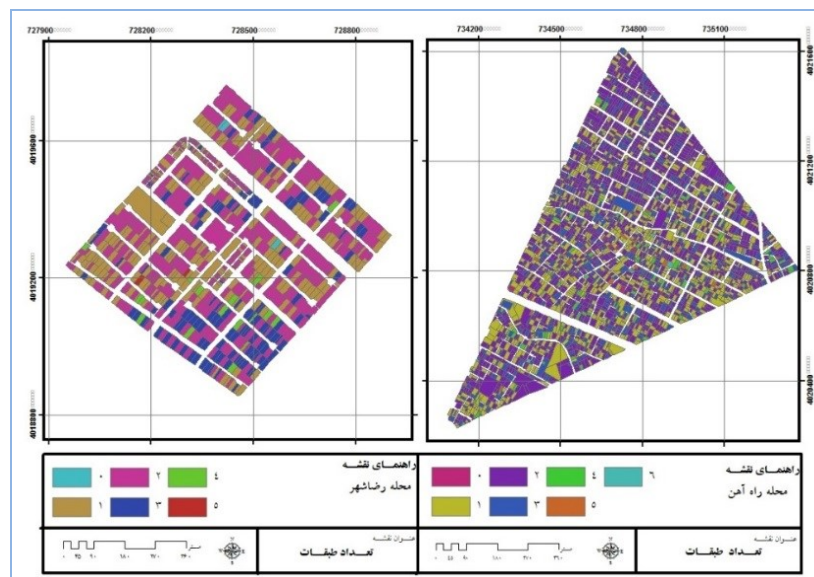 727900 728200 728500 728800
734200 734500 734800 735100
4019600
4019200
4018800
4021600
4021200
4020800
4020400
راهنمای نقشه
محله رضاشهر
۰ ۲ ۴
۱ ۳ ۵
راهنمای نقشه
محله راه آهن
۰ ۲ ۴ ۶
۱ ۳ ۵
عنوان نقشه
تعداد طبقات
متر
عنوان نقشه
تعداد طبقات
متر